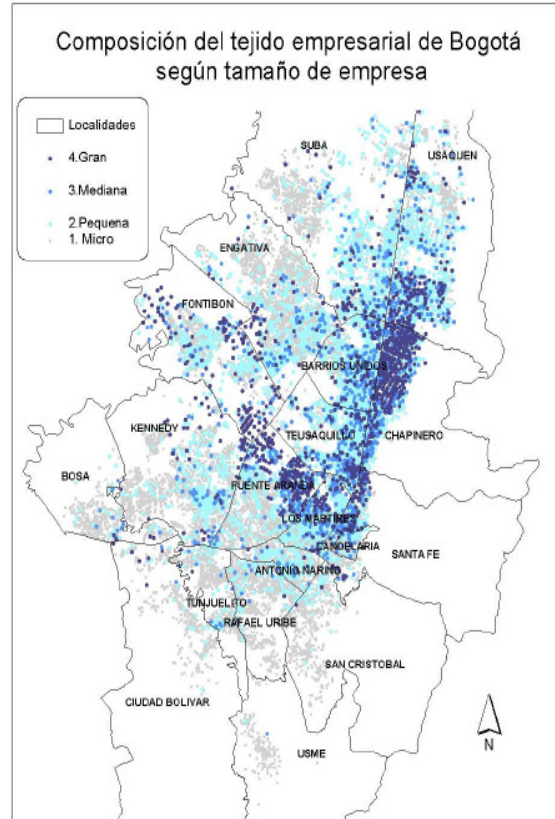 Composición del tejido empresarial de Bogotá
según tamaño de empresa
Localidades
4.Gran
3.Mediana
2.Pequena
1. Micro
SUBA
USAQUEN
ENGATIVA
FONTIBON
BARRIOS UNIDOS
KENNEDY
TEUSAQUILLO
CHAPINERO
BOSA
PUENTE ARANDA
LOS MARTIRES
CANDELARIA
SANTA FE
ANTONIO NARIÑO
TUNJUELITO
RAFAEL URIBE
SAN CRISTOBAL
CIUDAD BOLIVAR
USME
N